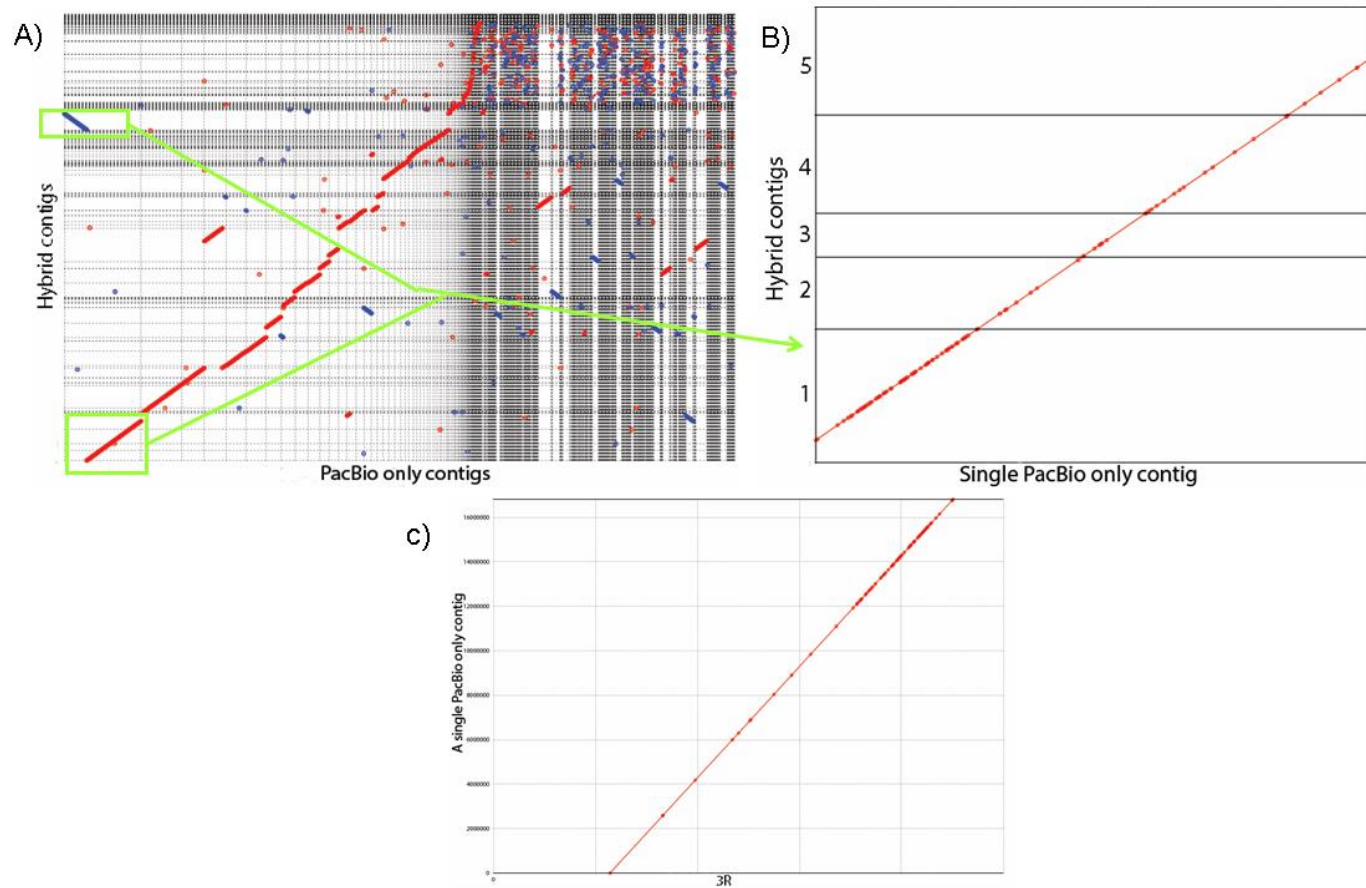 A)
Hybrid contigs
PacBio only contigs
B)
5
4
3
2
1
Hybrid contigs
Single PacBio only contig
c)
16000000
14000000
12000000
10000000
8000000
6000000
4000000
2000000
0
A single PacBio only contig
0
3R